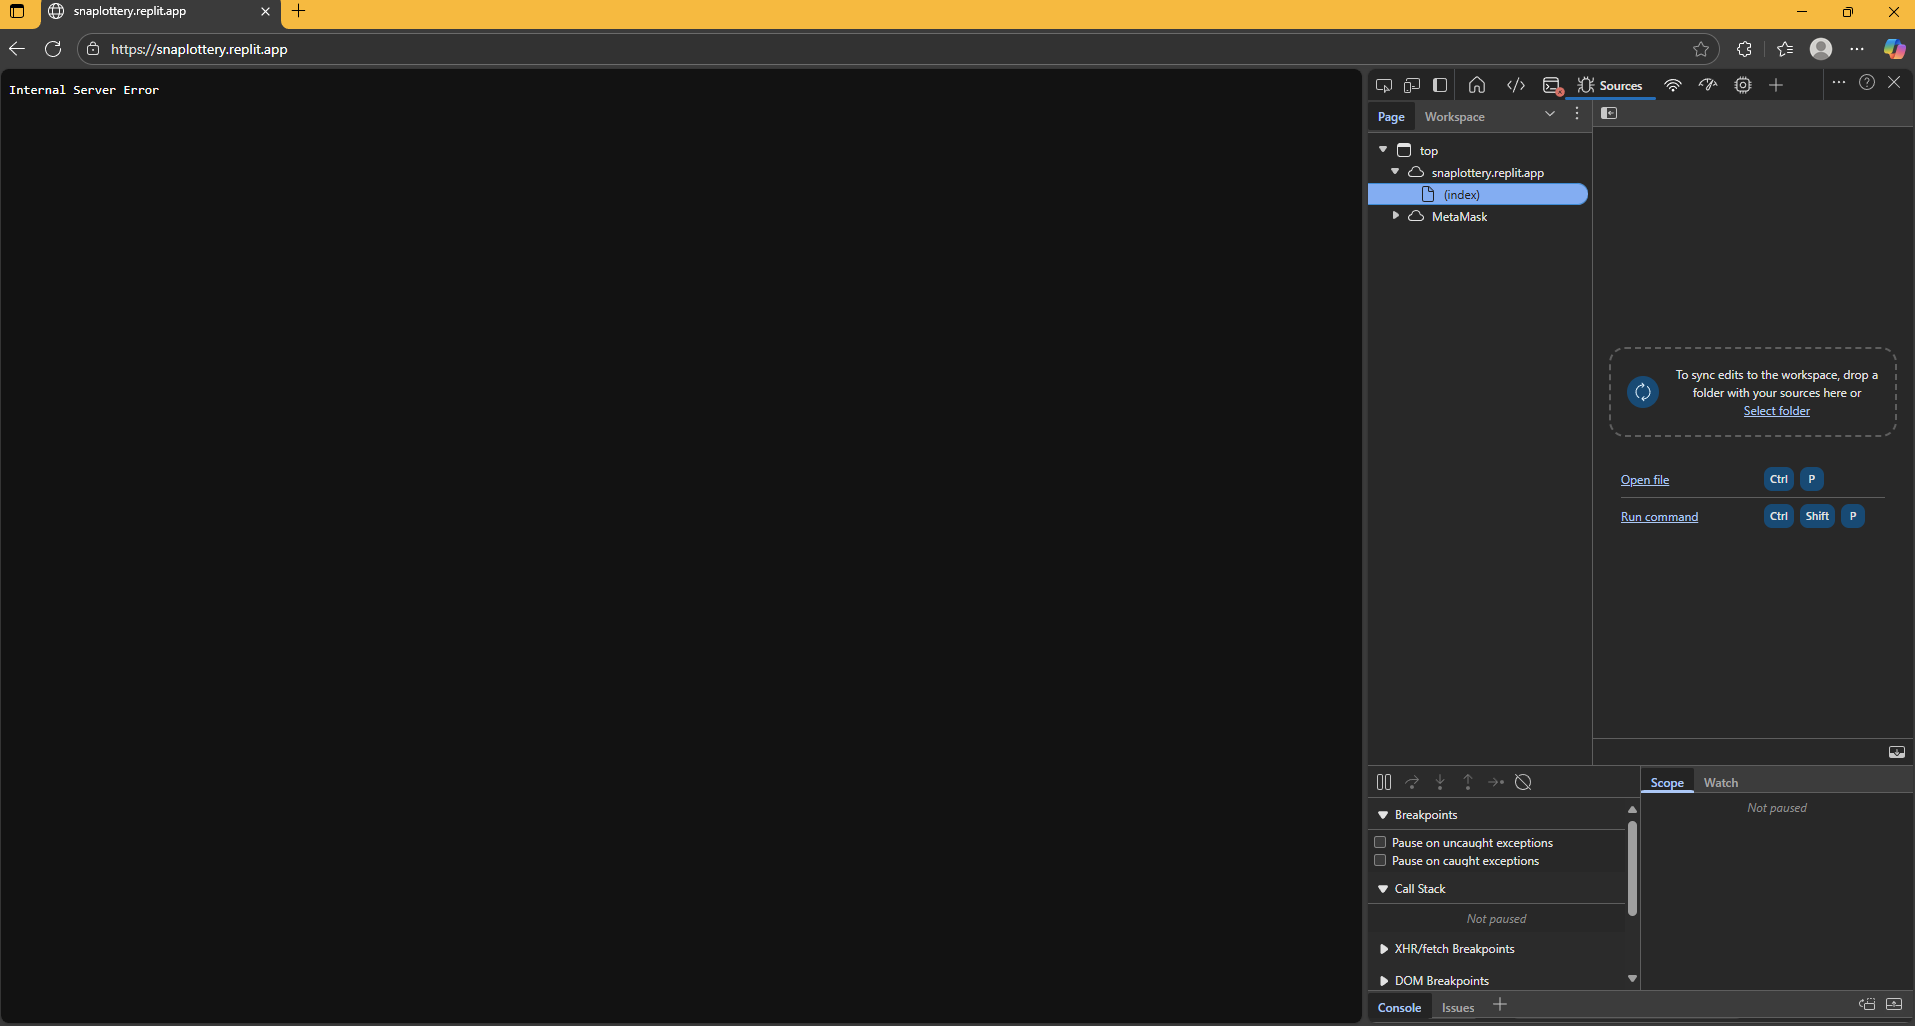 snaplottery.replit.app
https://snaplottery.replit.app
Internal Server Error
Sources
Page Workspace
top
snaplottery.replit.app
(index)
MetaMask
To sync edits to the workspace, drop a
folder with your sources here or
Select folder
Open file Ctrl P
Run command Ctrl Shift P
Breakpoints
Pause on uncaught exceptions
Pause on caught exceptions
Call Stack
Not paused
XHR/fetch Breakpoints
DOM Breakpoints
Scope Watch
Not paused
Console Issues